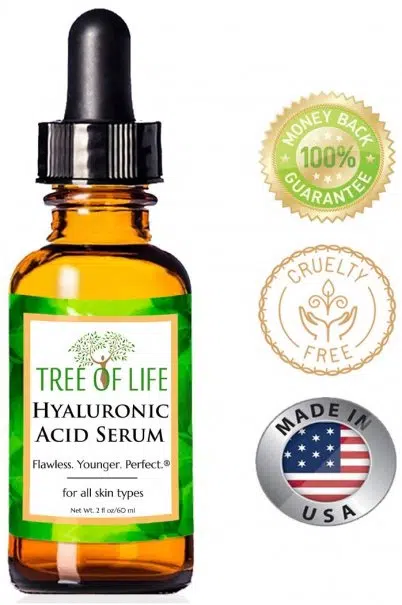 TREE OF LIFE
HYALURONIC
ACID SERUM
Flawless. Younger. Perfect.®
for all skin types
Net Wt. 2 fl oz/60 ml
MONEY BACK
100%
GUARANTEE
CRUELTY
FREE
MADE IN
USA